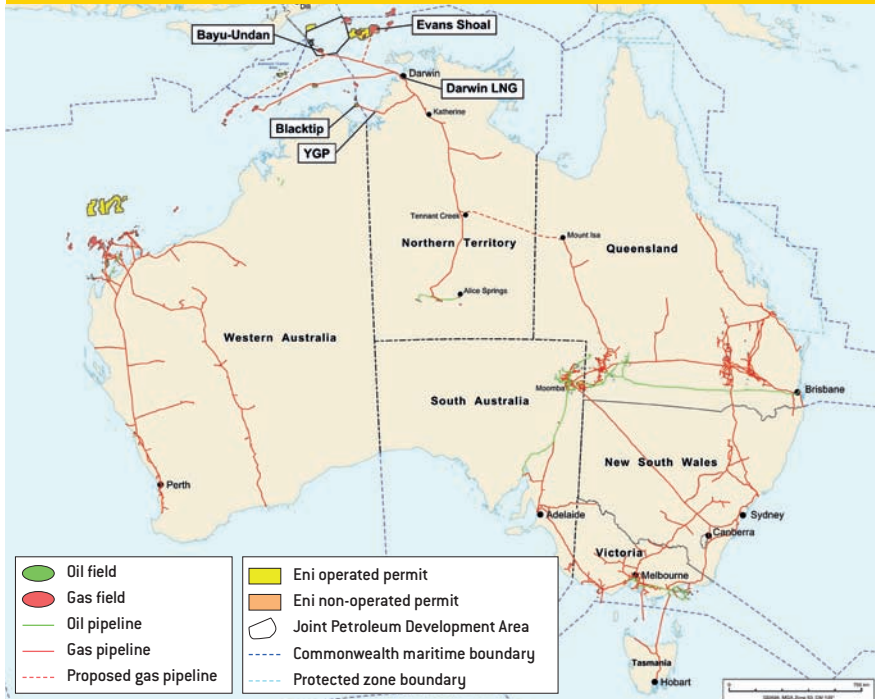 Dili
Bayu-Undan
Evans Shoal
Darwin
Darwin LNG
Katherine
Blacktip
YGP
Tennant Creek
Mount Isa
Northern Territory
Queensland
Alice Springs
Western Australia
Moomba
Brisbane
South Australia
New South Wales
Perth
Adelaide
Sydney
Canberra
Victoria
Melbourne
Tasmania
Hobart
Oil field
Gas field
Oil pipeline
Gas pipeline
Proposed gas pipeline
Eni operated permit
Eni non-operated permit
Joint Petroleum Development Area
Commonwealth maritime boundary
Protected zone boundary
0